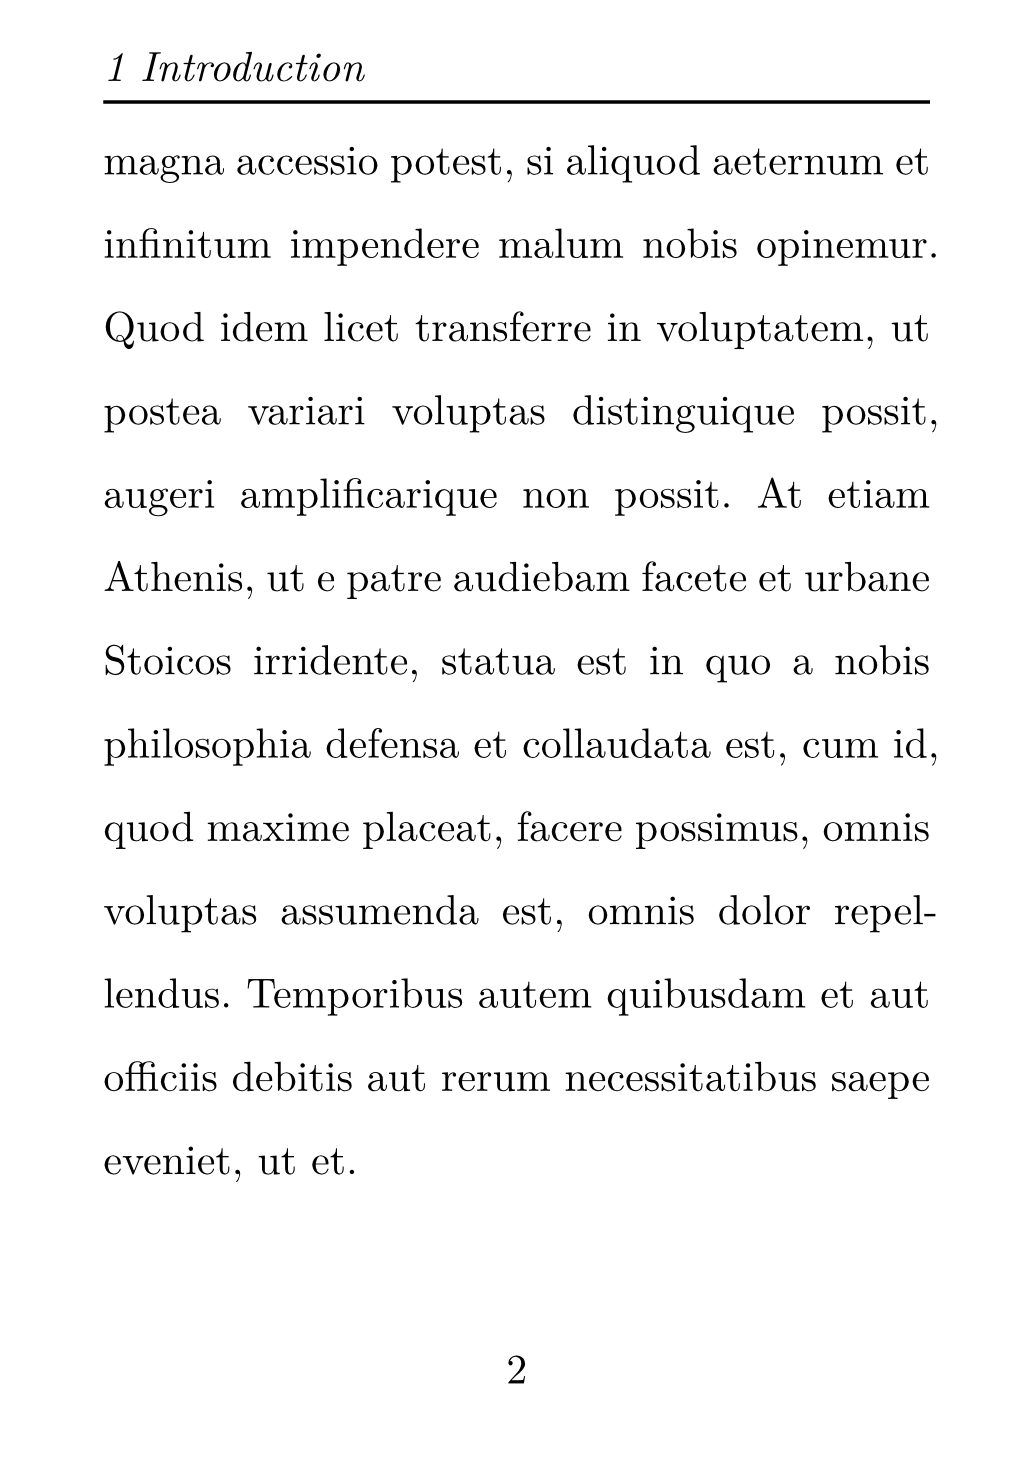 1 Introduction
magna accessio potest, si aliquod aeternum et
infinitum impendere malum nobis opinemur.
Quod idem licet transferre in voluptatem, ut
postea variari voluptas distinguique possit,
augeri amplificarique non possit. At etiam
Athenis, ut e patre audiebam facete et urbane
Stoicos irridente, statua est in quo a nobis
philosophia defensa et collaudata est, cum id,
quod maxime placeat, facere possimus, omnis
voluptas assumenda est, omnis dolor repel-
lendus. Temporibus autem quibusdam et aut
officiis debitis aut rerum necessitatibus saepe
eveniet, ut et.
2